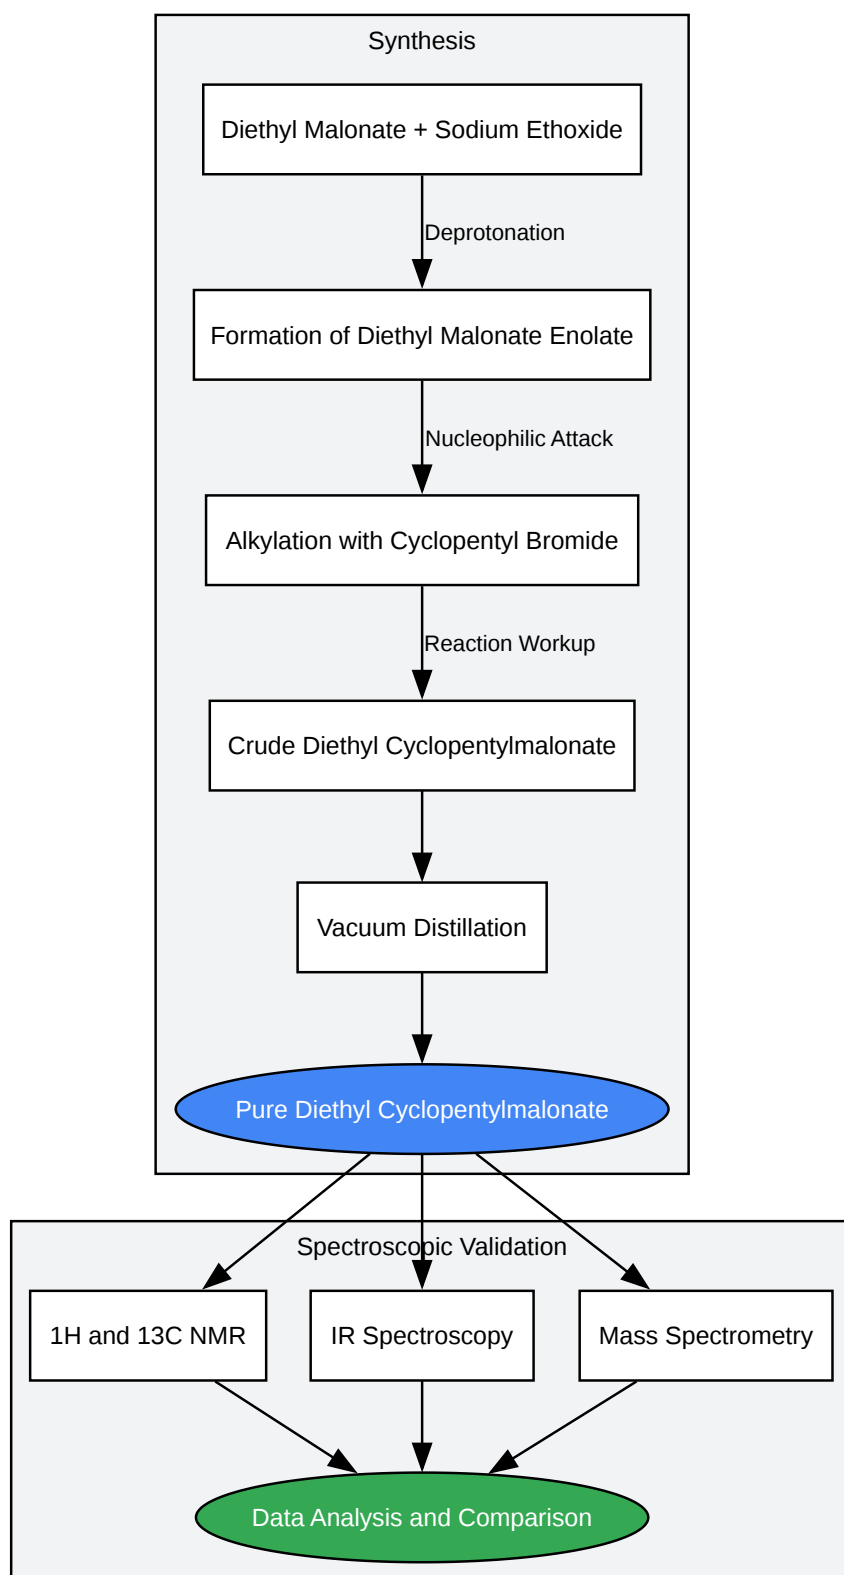 Synthesis
Diethyl Malonate + Sodium Ethoxide
Deprotonation
Formation of Diethyl Malonate Enolate
Nucleophilic Attack
Alkylation with Cyclopentyl Bromide
Reaction Workup
Crude Diethyl Cyclopentylmalonate
Vacuum Distillation
Pure Diethyl Cyclopentylmalonate
Spectroscopic Validation
1H and 13C NMR
IR Spectroscopy
Mass Spectrometry
Data Analysis and Comparison